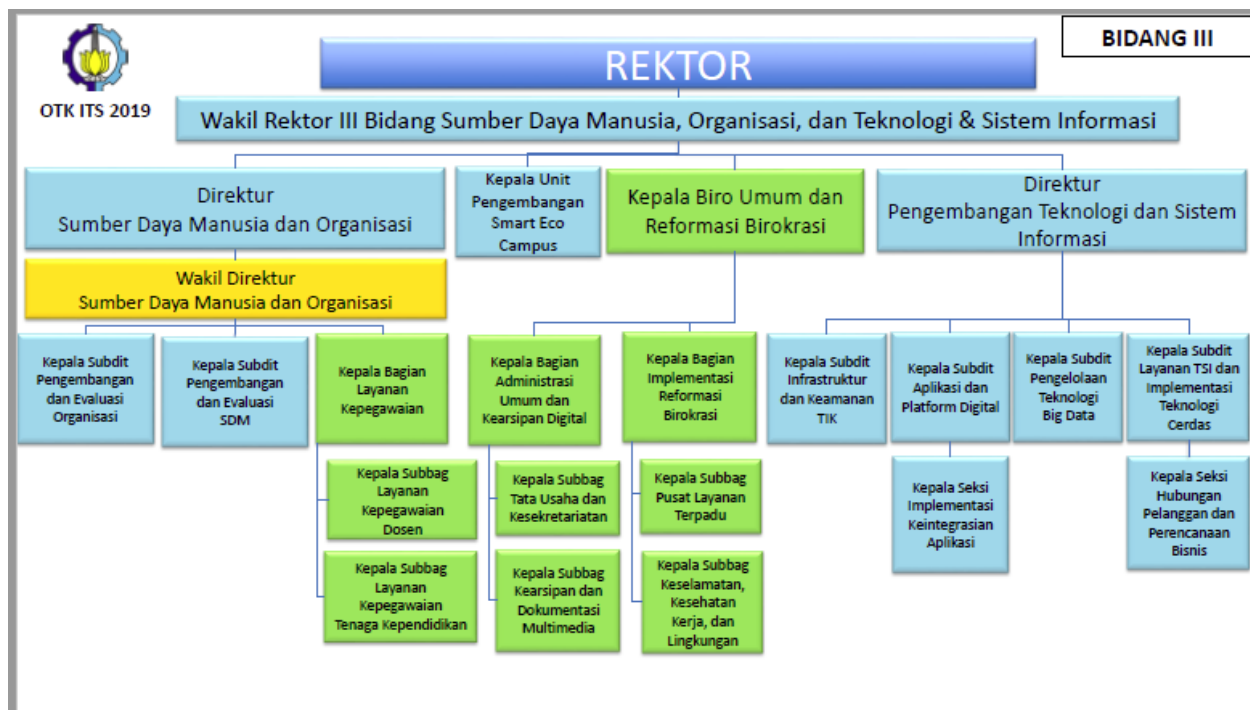 BIDANG III
REKTOR
OTK ITS 2019
Wakil Rektor III Bidang Sumber Daya Manusia, Organisasi, dan Teknologi & Sistem Informasi
Direktur
Sumber Daya Manusia dan Organisasi
Kepala Unit
Pengembangan
Smart Eco
Campus
Kepala Biro Umum dan
Reformasi Birokrasi
Direktur
Pengembangan Teknologi dan Sistem
Informasi
Wakil Direktur
Sumber Daya Manusia dan Organisasi
Kepala Subdit
Pengembangan
dan Evaluasi
Organisasi
Kepala Subdit
Pengembangan
dan Evaluasi
SDM
Kepala Bagian
Layanan
Kepegawaian
Kepala Bagian
Administrasi
Umum dan
Kearsipan Digital
Kepala Bagian
Implementasi
Reformasi
Birokrasi
Kepala Subdit
Infrastruktur
dan Keamanan
TIK
Kepala Subdit
Aplikasi dan
Platform Digital
Kepala Subdit
Pengelolaan
Teknologi
Big Data
Kepala Subdit
Layanan TSI dan
Implementasi
Teknologi
Cerdas
Kepala Subbag
Layanan
Kepegawaian
Dosen
Kepala Subbag
Tata Usaha dan
Kesekretariatan
Kepala Subbag
Pusat Layanan
Terpadu
Kepala Seksi
Implementasi
Keintegrasian
Aplikasi
Kepala Seksi
Hubungan
Pelanggan dan
Perencanaan
Bisnis
Kepala Subbag
Layanan
Kepegawaian
Tenaga Kependidikan
Kepala Subbag
Kearsipan dan
Dokumentasi
Multimedia
Kepala Subbag
Keselamatan,
Kesehatan
Kerja, dan
Lingkungan